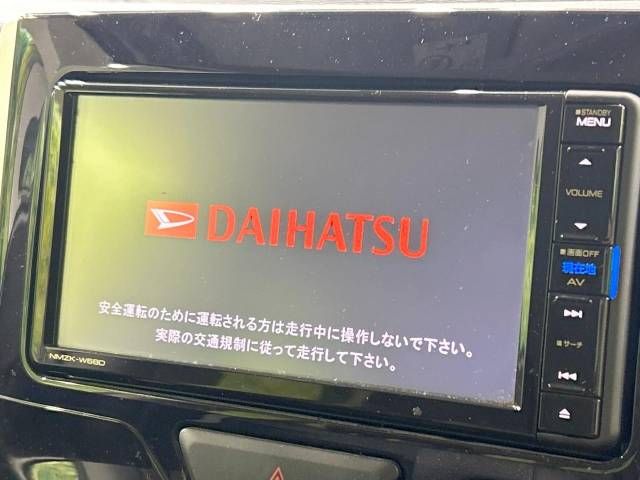 DAIHATSU
安全運転のために運転される方は走行中に操作しないで下さい。
実際の交通規制に従って走行して下さい。
NMZK-W68D
STANDBY
MENU
VOLUME
画面OFF
現在地
AV
サーチ